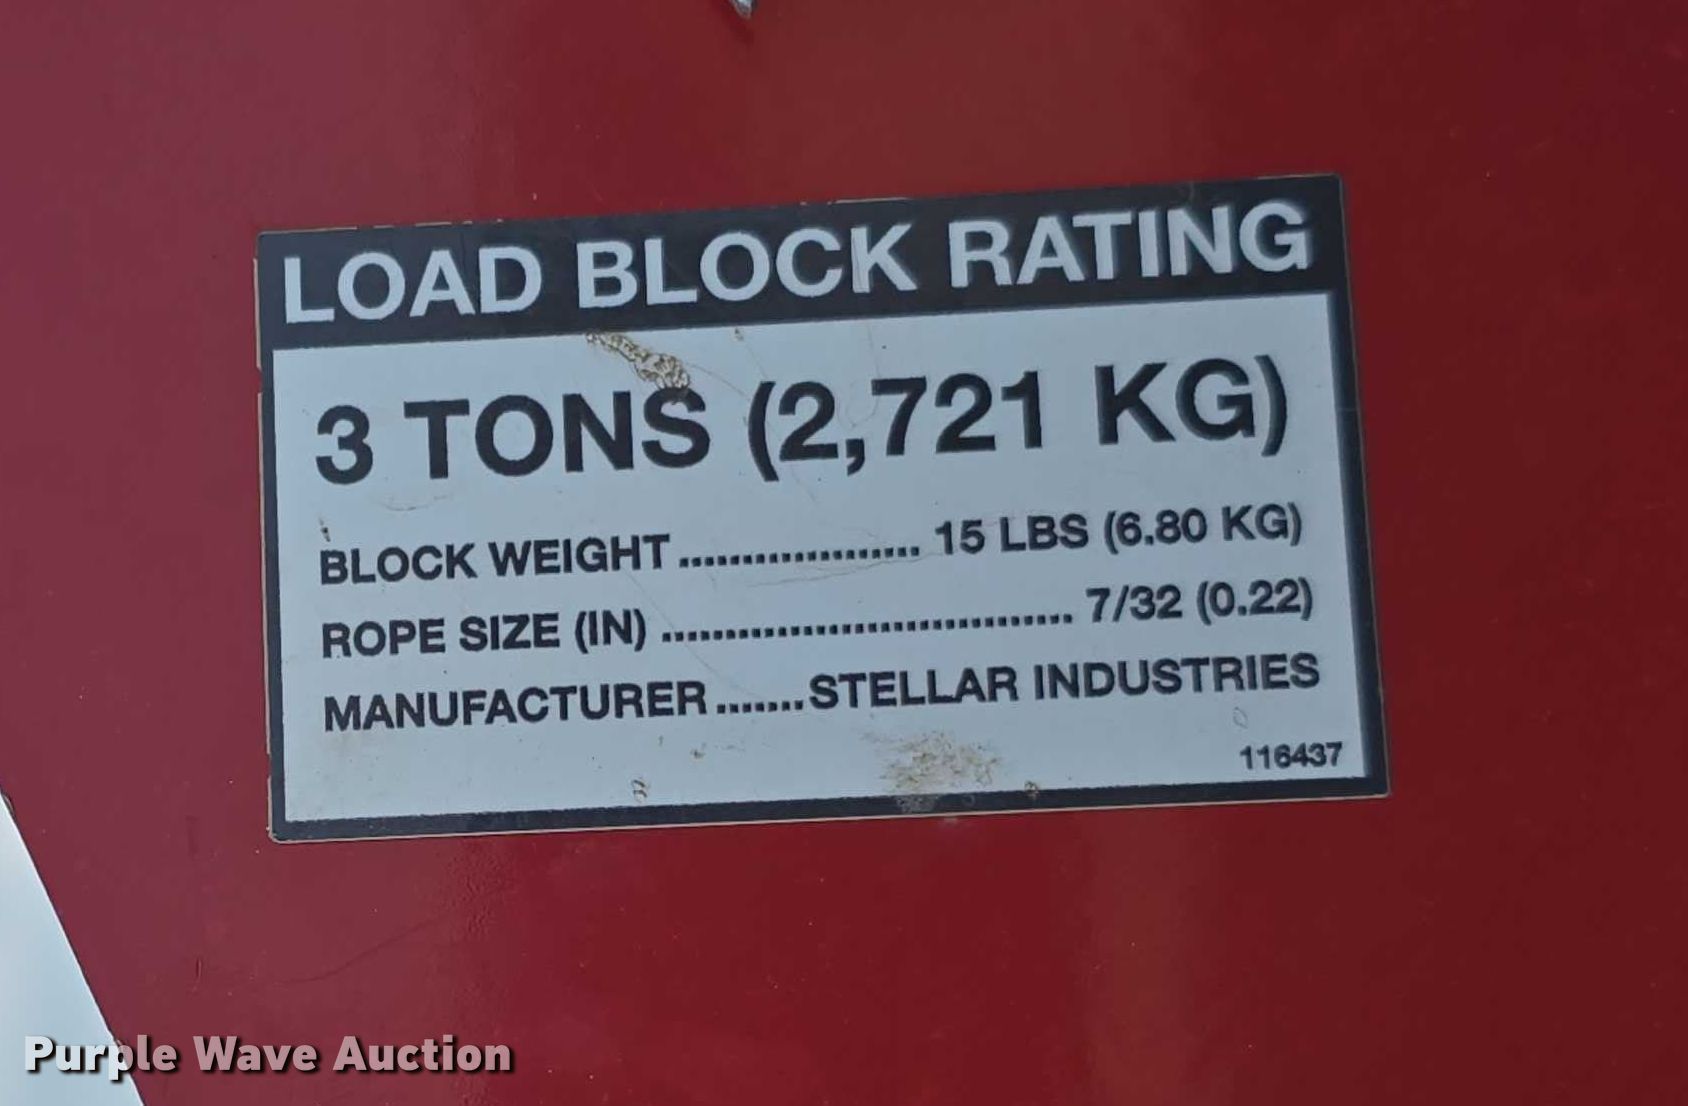 LOAD BLOCK RATING
3 TONS (2,721 KG)
BLOCK WEIGHT ................... 15 LBS (6.80 KG)
ROPE SIZE (IN) ................................. 7/32 (0.22)
MANUFACTURER .......STELLAR INDUSTRIES
116437
Purple Wave Auction